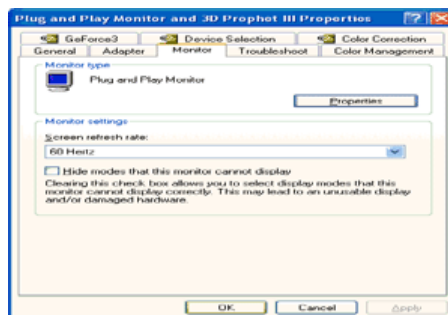 Plug and Play Monitor and 3D Prophet III Properties
GeForce3 Device Selection Color Correction
General Adapter Monitor Troubleshoot Color Management
Monitor type
Plug and Play Monitor
Properties
Monitor settings
Screen refresh rate:
60 Hertz
Hide modes that this monitor cannot display
Clearing this check box allows you to select display modes that this
monitor cannot display correctly. This may lead to an unusable display
and/or damaged hardware.
OK Cancel Apply